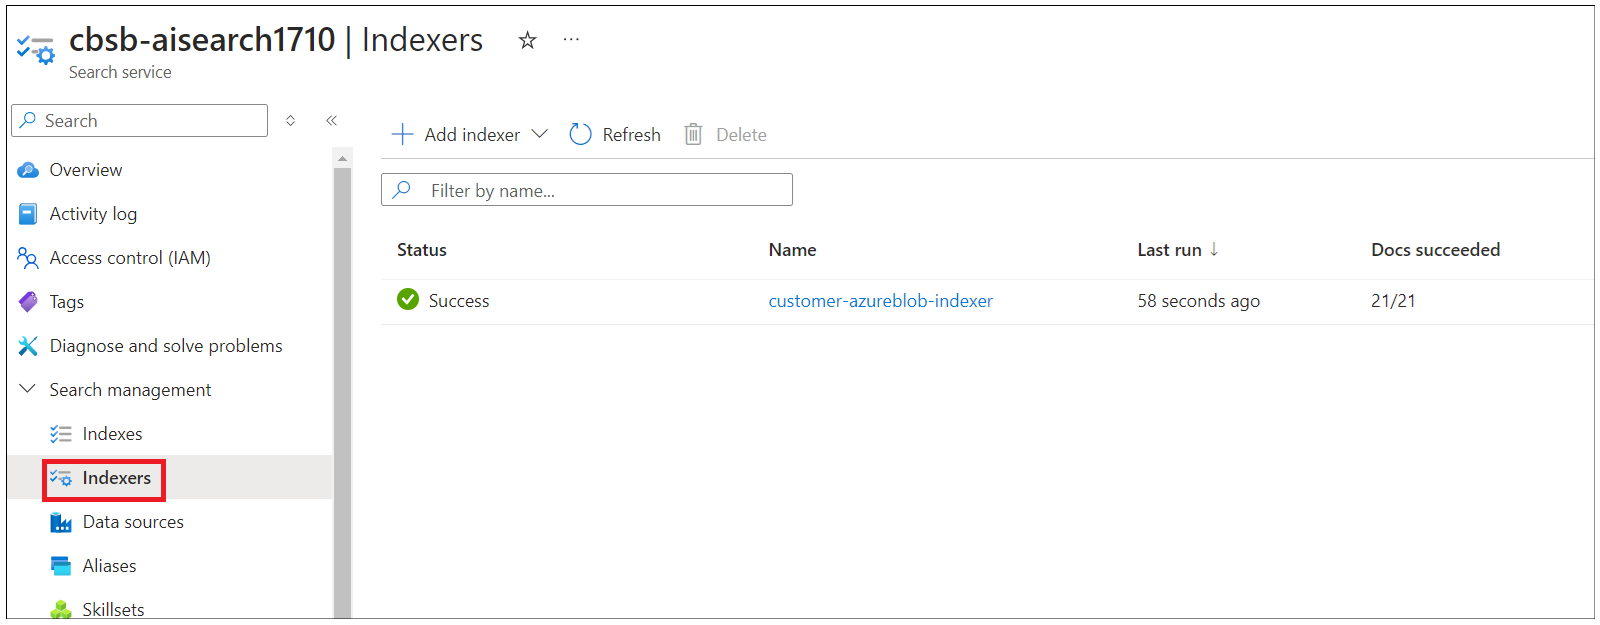 cbsb-aisearch1710 | Indexers
Search service
Search
Add indexer
Refresh
Delete
Overview
Activity log
Access control (IAM)
Tags
Diagnose and solve problems
Search management
Indexes
Indexers
Data sources
Aliases
Skillsets
Filter by name...
Status Name Last run ↓ Docs succeeded
Success customer-azureblob-indexer 58 seconds ago 21/21